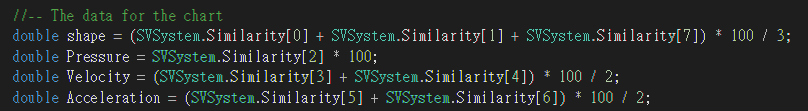 //-- The data for the chart
double shape = (SVSystem.Similarity[0] + SVSystem.Similarity[1] + SVSystem.Similarity[7]) * 100 / 3;
double Pressure = SVSystem.Similarity[2] * 100;
double Velocity = (SVSystem.Similarity[3] + SVSystem.Similarity[4]) * 100 / 2;
double Acceleration = (SVSystem.Similarity[5] + SVSystem.Similarity[6]) * 100 / 2;